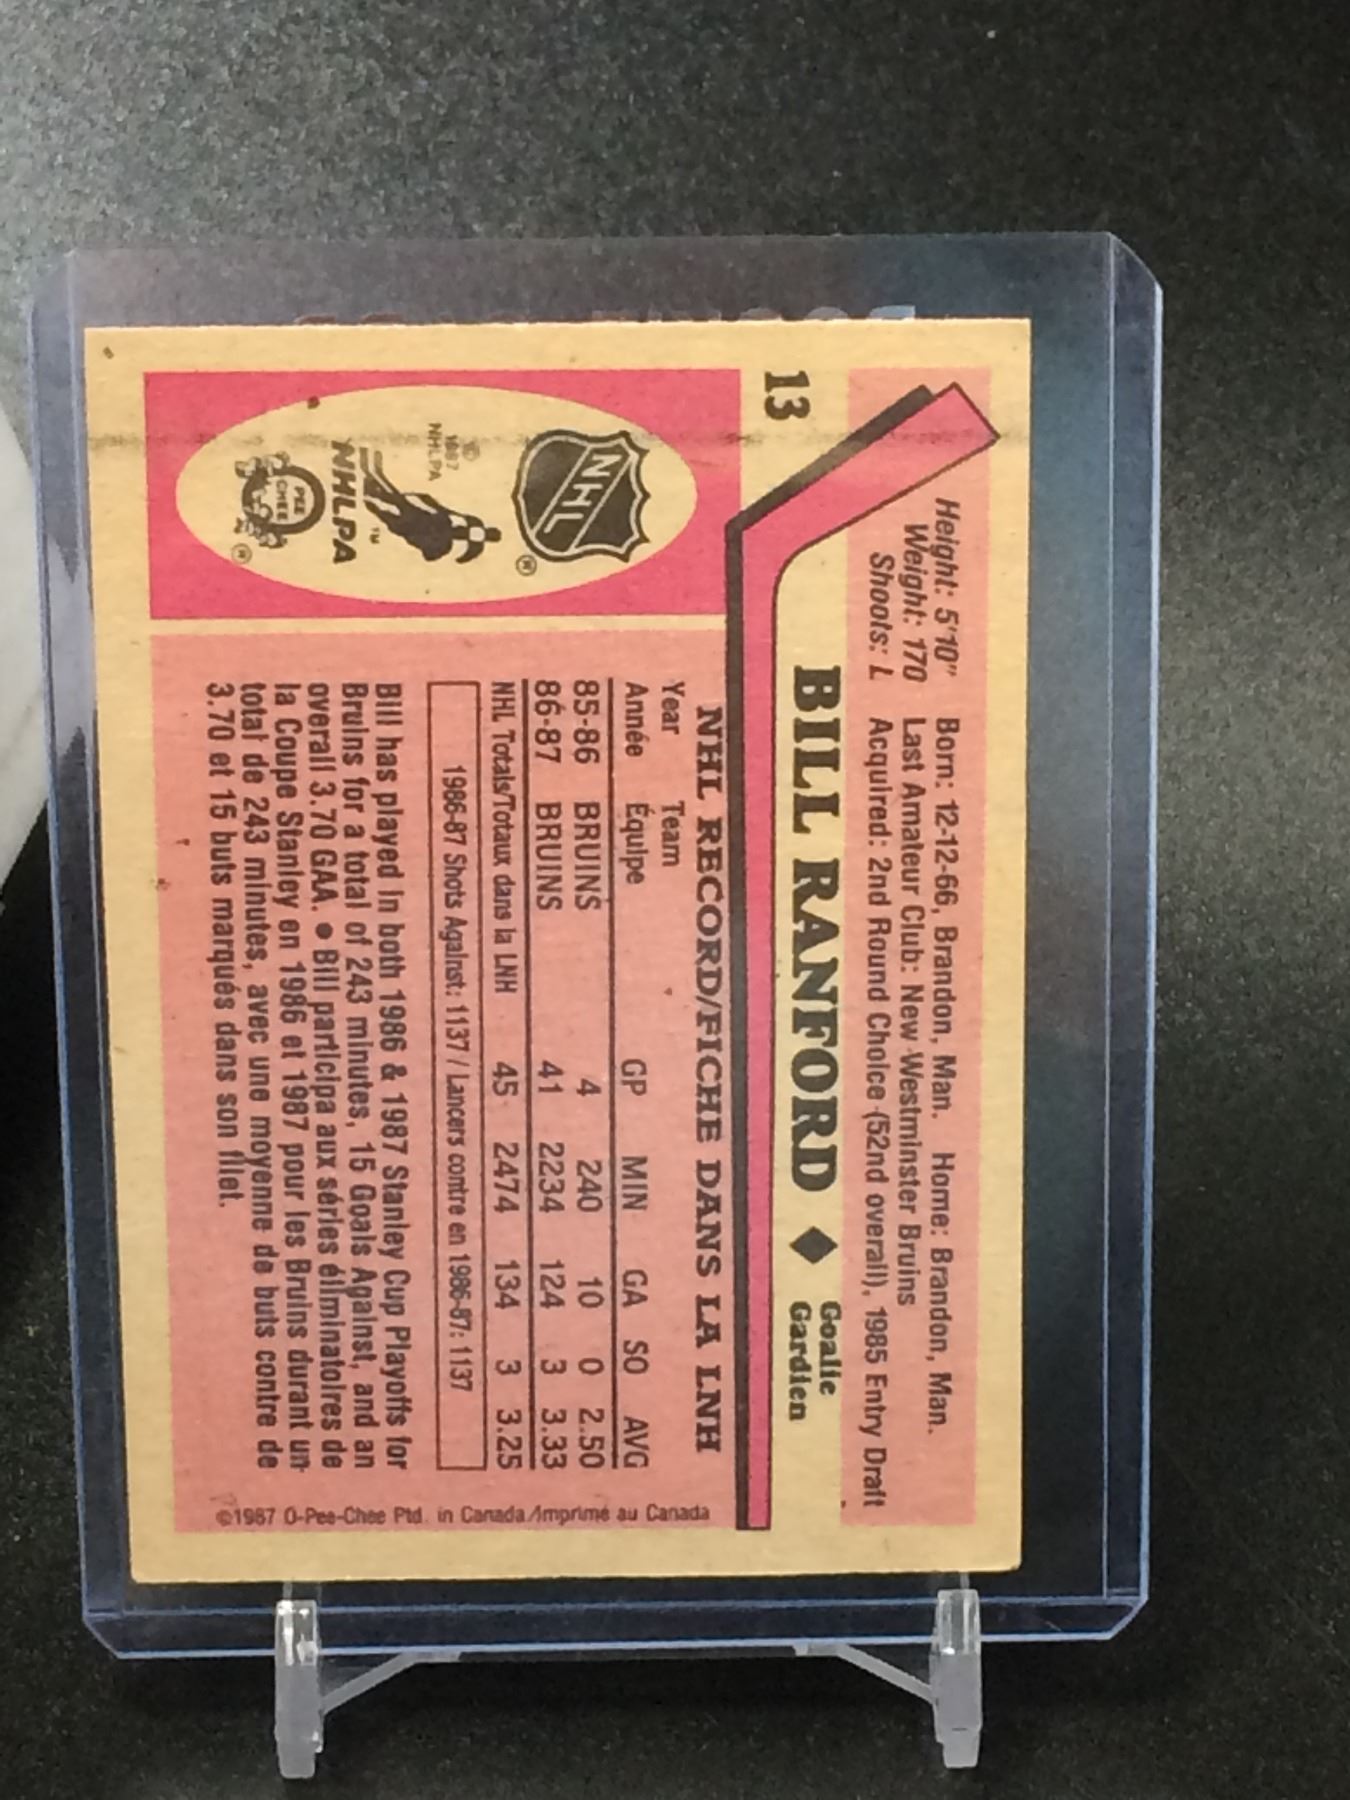 13
Height: 5'10" Born: 12-12-66, Brandon, Man. Home: Brandon, Man.
Weight: 170 Last Amateur Club: New Westminster Bruins
Shoots: L Acquired: 2nd Round Choice (52nd overall), 1985 Entry Draft
BILL RANFORD ◆ Goalie
Gardien
NHL ®
© 1987
NHLPA
™
NHLPA
O PEE CHEE ®
NHL RECORD/FICHE DANS LA LNH
Year Team
Année Équipe GP MIN GA SO AVG
85-86 BRUINS 4 240 10 0 2.50
86-87 BRUINS 41 2234 124 3 3.33
NHL Totals/Totaux dans la LNH 45 2474 134 3 3.25
1986-87 Shots Against: 1137 / Lancers contre en 1986-87: 1137
Bill has played in both 1986 & 1987 Stanley Cup Playoffs for
Bruins for a total of 243 minutes, 15 Goals Against, and an
overall 3.70 GAA. ● Bill participa aux séries éliminatoires de
la Coupe Stanley en 1986 et 1987 pour les Bruins durant un
total de 243 minutes, avec une moyenne de buts contre de
3.70 et 15 buts marqués dans son filet.
©1987 O-Pee-Chee Ptd. in Canada/Imprimé au Canada